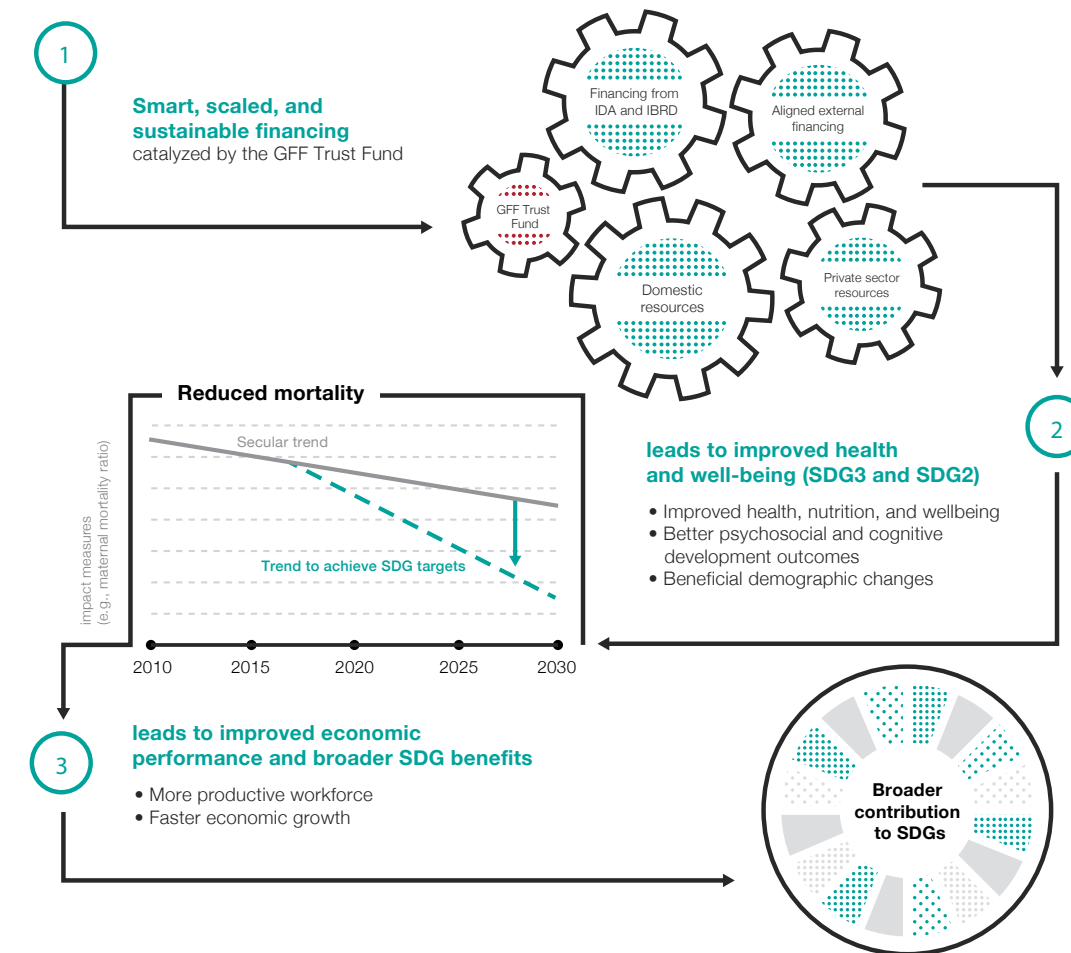 1
Smart, scaled, and
sustainable financing
catalyzed by the GFF Trust Fund
Financing from
IDA and IBRD
Aligned external
financing
GFF Trust
Fund
Domestic
resources
Private sector
resources
2
leads to improved health
and well-being (SDG3 and SDG2)
• Improved health, nutrition, and wellbeing
• Better psychosocial and cognitive
development outcomes
• Beneficial demographic changes
Reduced mortality
impact measures
(e.g., maternal mortality ratio)
Secular trend
Trend to achieve SDG targets
2010 2015 2020 2025 2030
3
leads to improved economic
performance and broader SDG benefits
• More productive workforce
• Faster economic growth
Broader
contribution
to SDGs